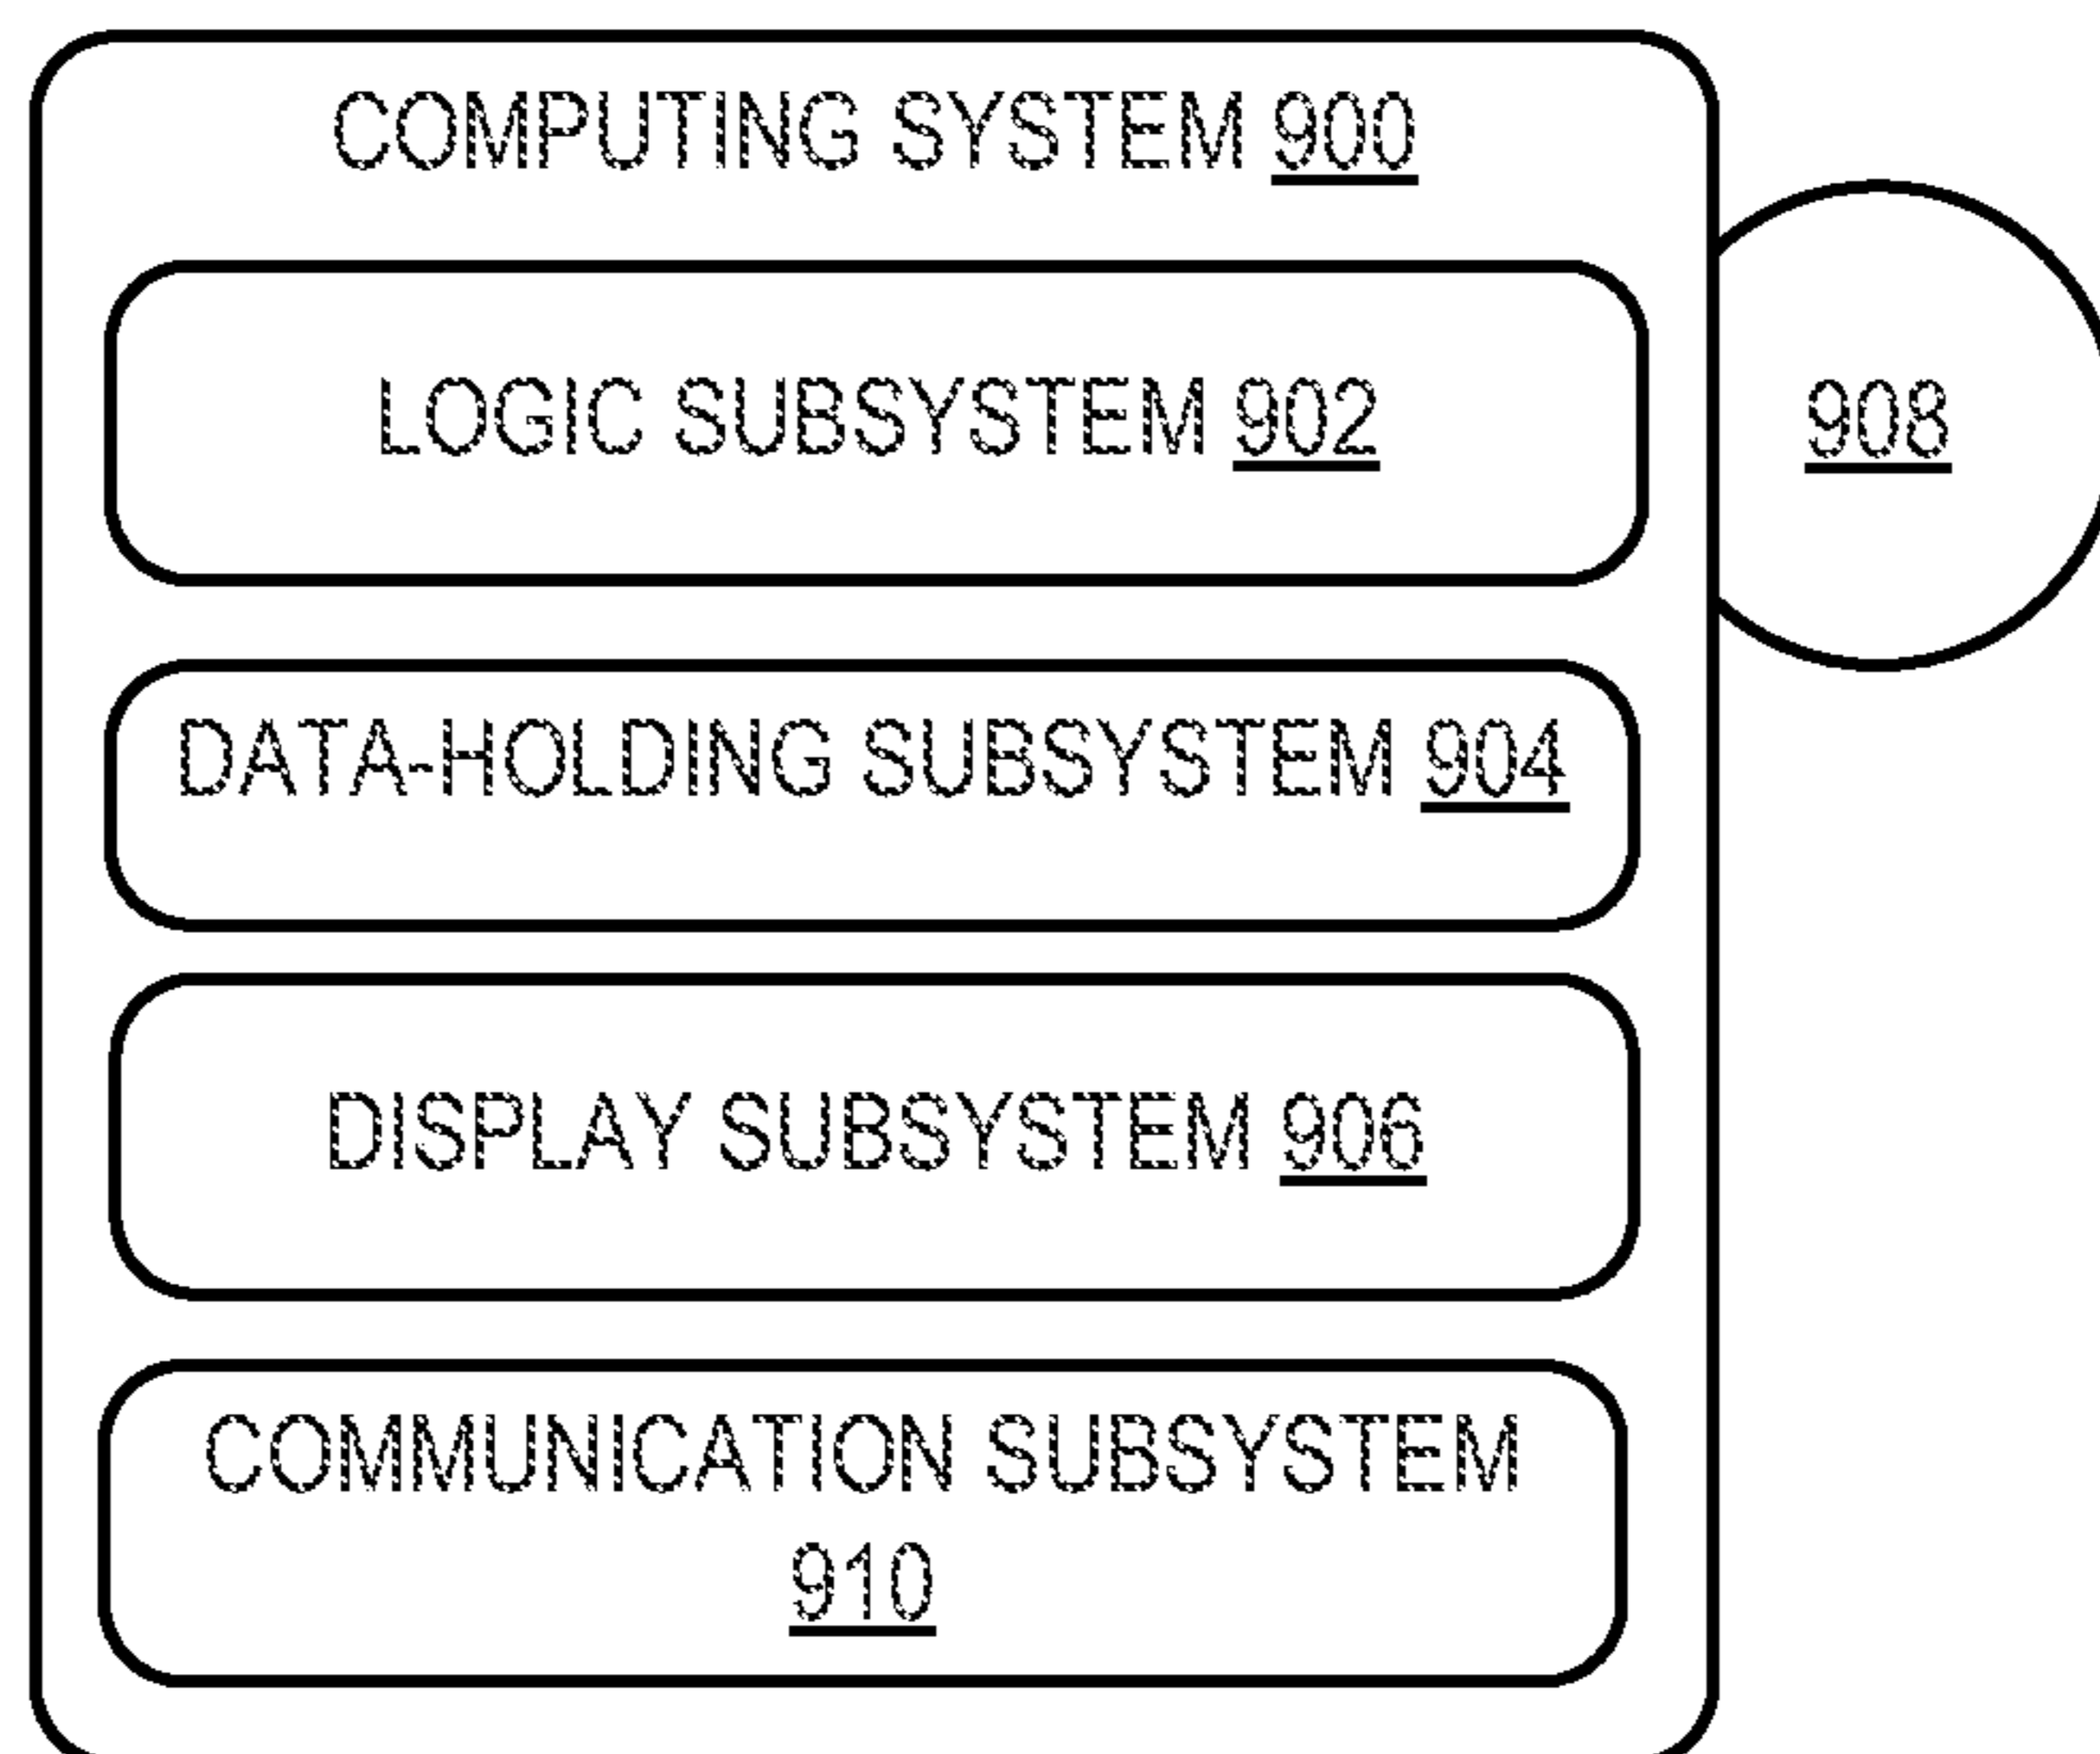 COMPUTING SYSTEM 900
LOGIC SUBSYSTEM 902
908
DATA-HOLDING SUBSYSTEM 904
DISPLAY SUBSYSTEM 906
COMMUNICATION SUBSYSTEM
910